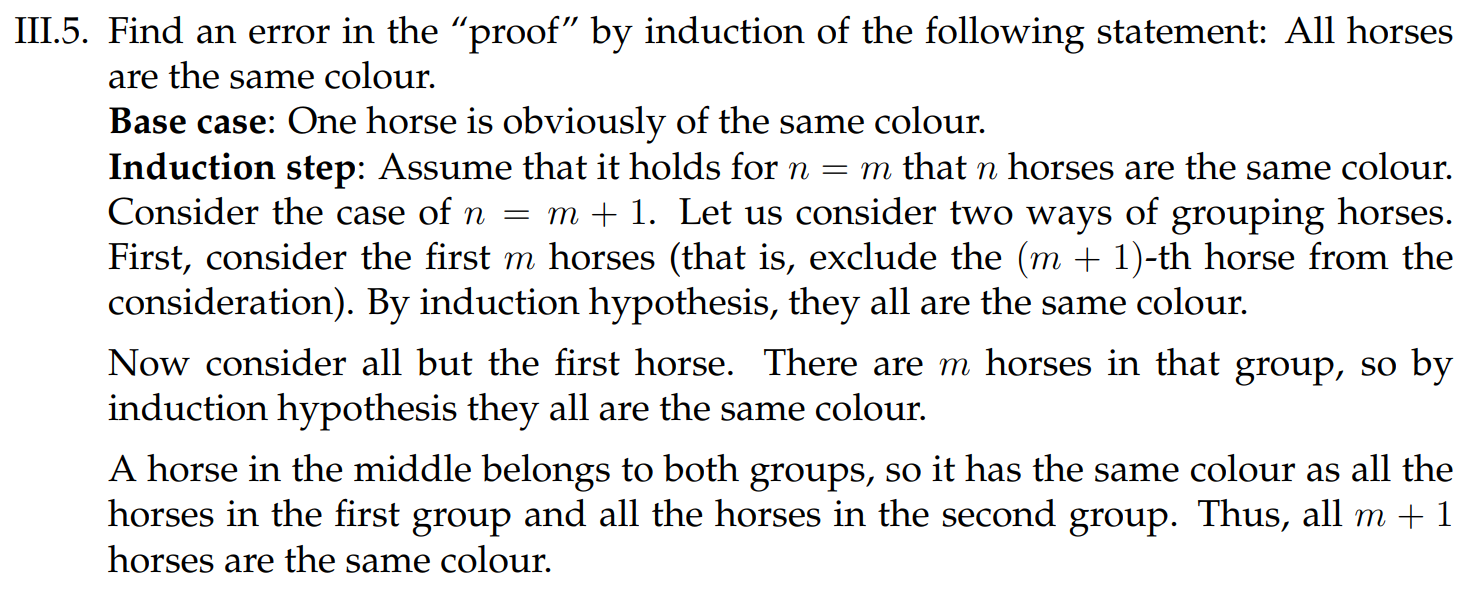 III.5. Find an error in the “proof” by induction of the following statement: All horses
are the same colour.
Base case: One horse is obviously of the same colour.
Induction step: Assume that it holds for n = m that n horses are the same colour.
Consider the case of n = m + 1. Let us consider two ways of grouping horses.
First, consider the first m horses (that is, exclude the (m + 1)-th horse from the
consideration). By induction hypothesis, they all are the same colour.
Now consider all but the first horse. There are m horses in that group, so by
induction hypothesis they all are the same colour.
A horse in the middle belongs to both groups, so it has the same colour as all the
horses in the first group and all the horses in the second group. Thus, all m + 1
horses are the same colour.